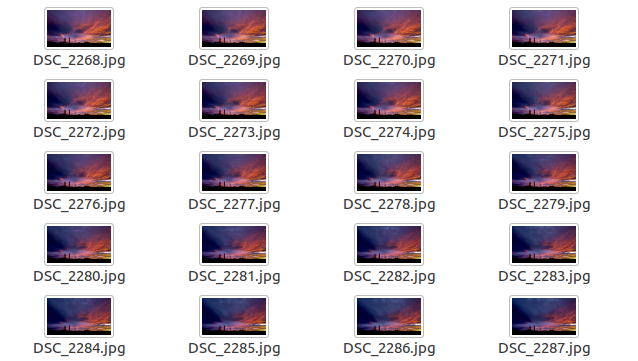 DSC_2268.jpg DSC_2269.jpg DSC_2270.jpg DSC_2271.jpg
DSC_2272.jpg DSC_2273.jpg DSC_2274.jpg DSC_2275.jpg
DSC_2276.jpg DSC_2277.jpg DSC_2278.jpg DSC_2279.jpg
DSC_2280.jpg DSC_2281.jpg DSC_2282.jpg DSC_2283.jpg
DSC_2284.jpg DSC_2285.jpg DSC_2286.jpg DSC_2287.jpg